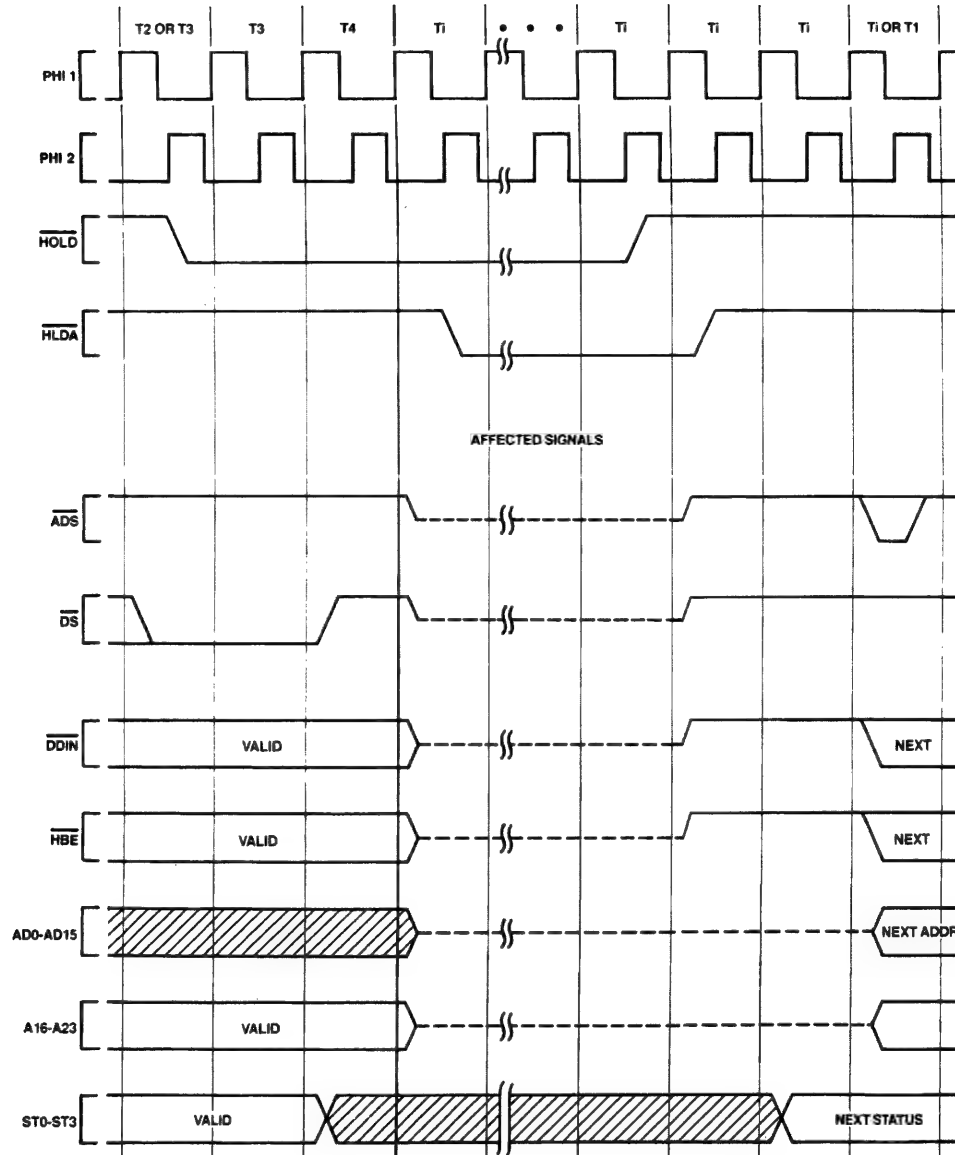 T2 OR T3 T3 T4 Ti • • • Ti Ti Ti Ti OR T1
PHI 1
PHI 2
HOLD
HLDA
AFFECTED SIGNALS
ADS
DS
DDIN VALID NEXT
HBE VALID NEXT
AD0-AD15 NEXT ADDR
A16-A23 VALID
ST0-ST3 VALID NEXT STATUS